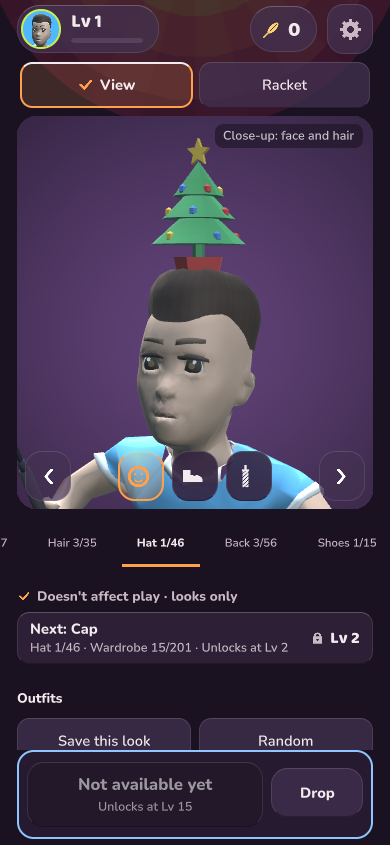 Lv 1
0
View
Racket
Close-up: face and hair
7
Hair 3/35
Hat 1/46
Back 3/56
Shoes 1/15
Doesn't affect play · looks only
Next: Cap
Hat 1/46 · Wardrobe 15/201 · Unlocks at Lv 2
Lv 2
Outfits
Save this look
Random
Not available yet
Unlocks at Lv 15
Drop